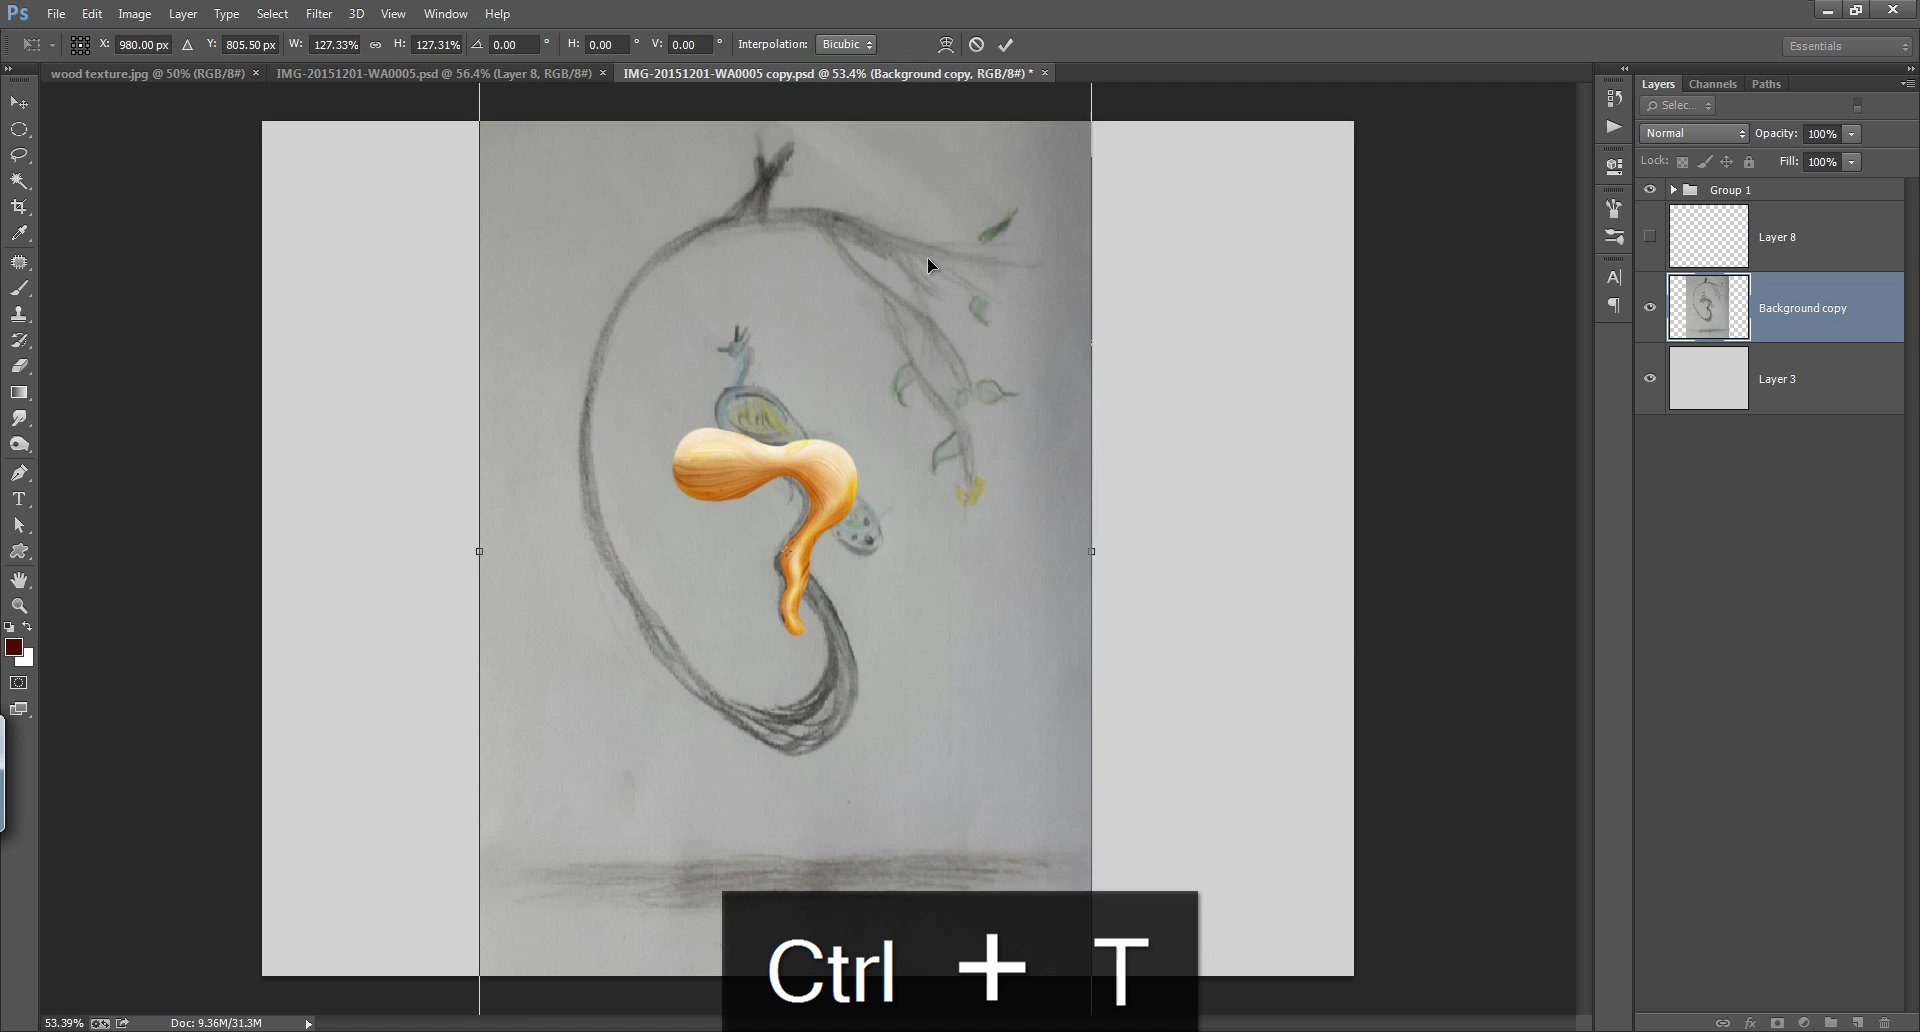 Ps File Edit Image Layer Type Select Filter 3D View Window Help
X: 980.00 px Y: 805.50 px W: 127.33% H: 127.31% 0.00 ° H: 0.00 ° V: 0.00 ° Interpolation: Bicubic Essentials
wood texture.jpg @ 50% (RGB/8#) × IMG-20151201-WA0005.psd @ 56.4% (Layer 8, RGB/8#) × IMG-20151201-WA0005 copy.psd @ 53.4% (Background copy, RGB/8#) * ×
Layers Channels Paths
Selec...
Normal Opacity: 100%
Lock: Fill: 100%
Group 1
Layer 8
Background copy
Layer 3
Ctrl + T
53.39% Doc: 9.36M/31.3M